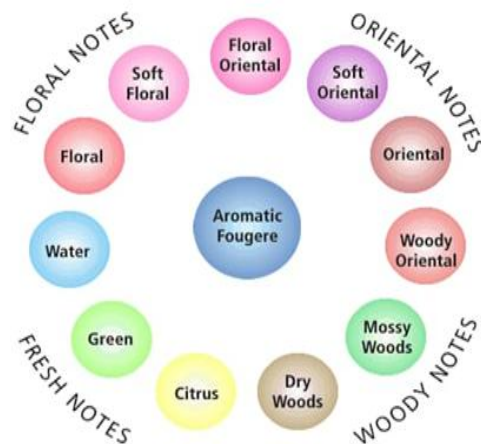 FLORAL NOTES
ORIENTAL NOTES
Floral
Oriental
Soft
Floral
Soft
Oriental
Floral
Oriental
Aromatic
Fougere
Water
Woody
Oriental
Green
Mossy
Woods
Citrus
Dry
Woods
FRESH NOTES
WOODY NOTES